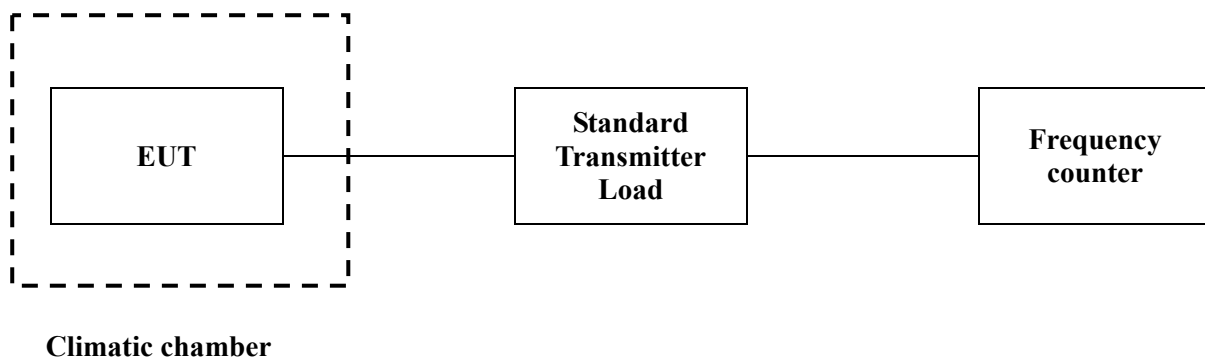 EUT
Standard
Transmitter
Load
Frequency
counter
Climatic chamber